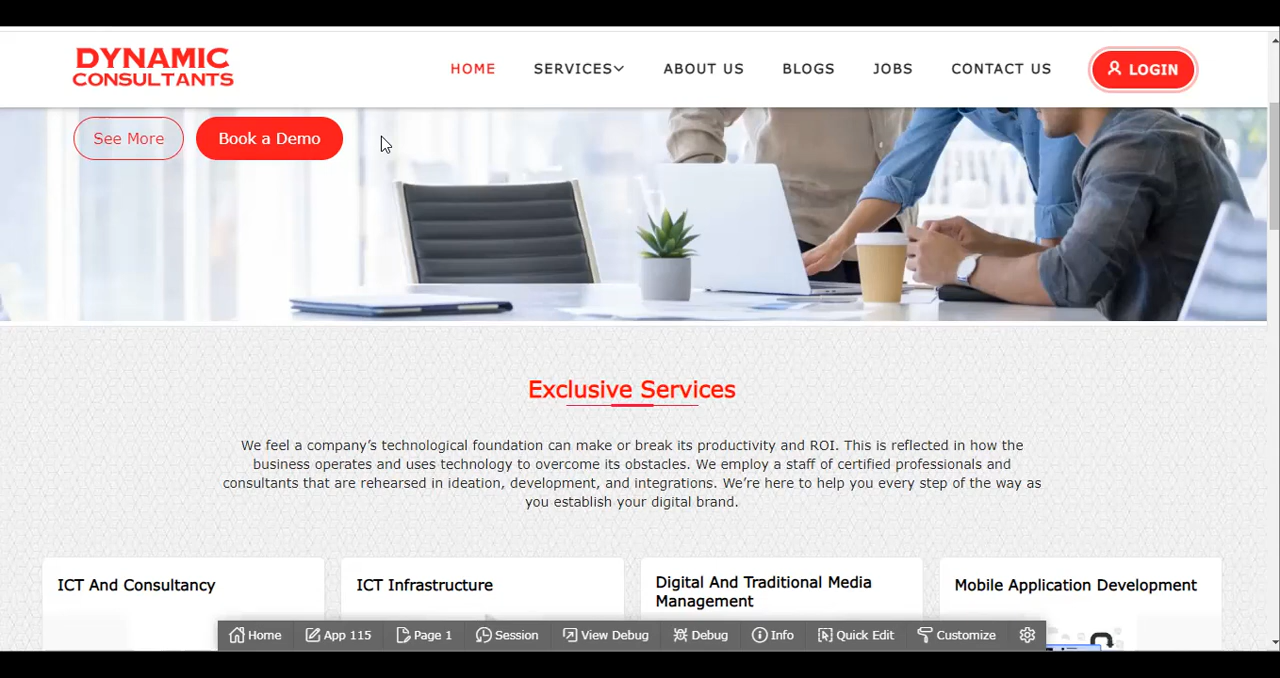 DYNAMIC
CONSULTANTS
HOME
SERVICES
ABOUT US
BLOGS
JOBS
CONTACT US
LOGIN
See More
Book a Demo
Exclusive Services
We feel a company’s technological foundation can make or break its productivity and ROI. This is reflected in how the
business operates and uses technology to overcome its obstacles. We employ a staff of certified professionals and
consultants that are rehearsed in ideation, development, and integrations. We’re here to help you every step of the way as
you establish your digital brand.
ICT And Consultancy
ICT Infrastructure
Digital And Traditional Media
Management
Mobile Application Development
Home
App 115
Page 1
Session
View Debug
Debug
Info
Quick Edit
Customize